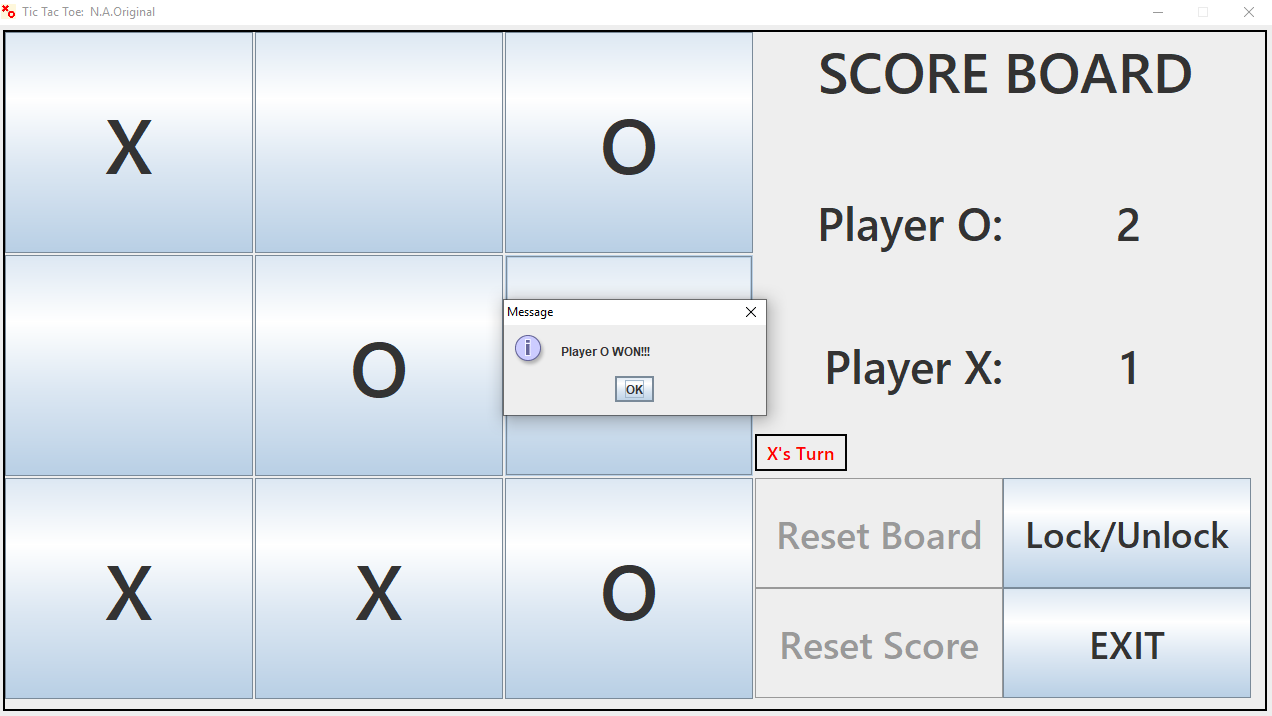 Tic Tac Toe: N.A.Original
X O
SCORE BOARD
Player O: 2
O
Message
i
Player O WON!!!
OK
Player X: 1
X's Turn
X X O
Reset Board Lock/Unlock
Reset Score EXIT